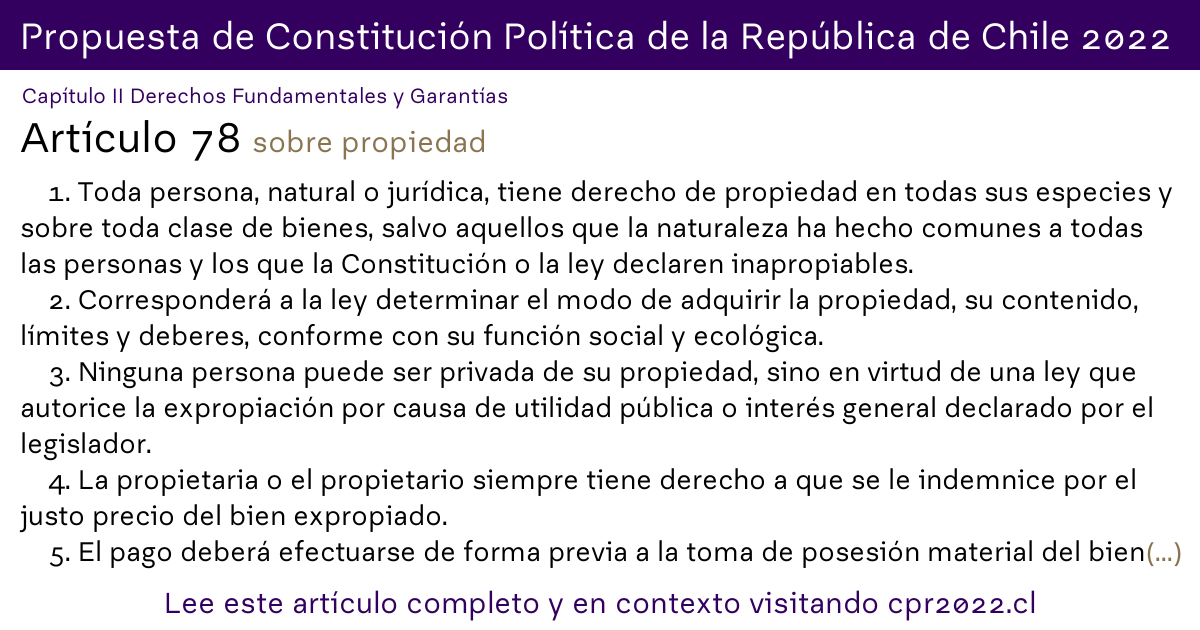 Propuesta de Constitución Política de la República de Chile 2022
Capítulo II Derechos Fundamentales y Garantías
Artículo 78 sobre propiedad
1. Toda persona, natural o jurídica, tiene derecho de propiedad en todas sus especies y
sobre toda clase de bienes, salvo aquellos que la naturaleza ha hecho comunes a todas
las personas y los que la Constitución o la ley declaren inapropiables.
2. Corresponderá a la ley determinar el modo de adquirir la propiedad, su contenido,
límites y deberes, conforme con su función social y ecológica.
3. Ninguna persona puede ser privada de su propiedad, sino en virtud de una ley que
autorice la expropiación por causa de utilidad pública o interés general declarado por el
legislador.
4. La propietaria o el propietario siempre tiene derecho a que se le indemnice por el
justo precio del bien expropiado.
5. El pago deberá efectuarse de forma previa a la toma de posesión material del bien(...)
Lee este artículo completo y en contexto visitando cpr2022.cl